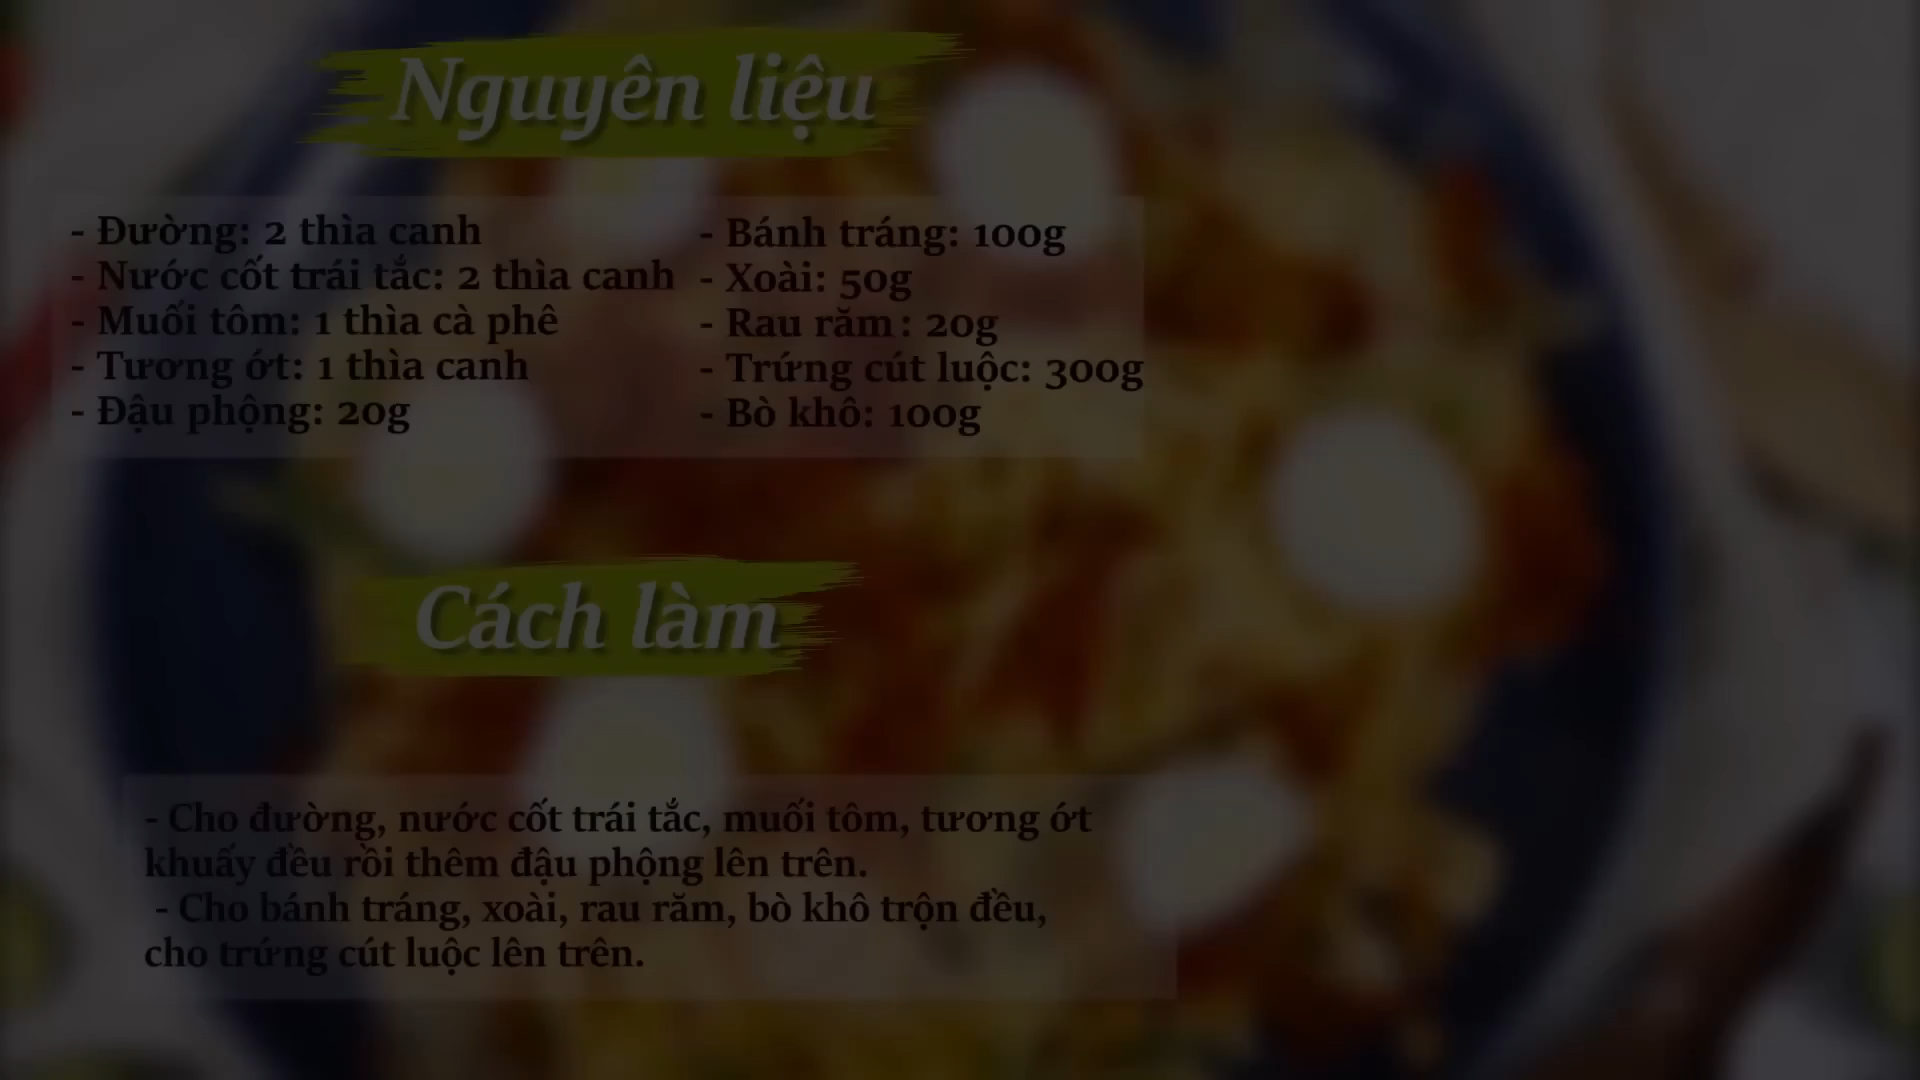 Nguyên liệu
- Đường: 2 thìa canh
- Nước cốt trái tắc: 2 thìa canh
- Muối tôm: 1 thìa cà phê
- Tương ớt: 1 thìa canh
- Đậu phộng: 20g
- Bánh tráng: 100g
- Xoài: 50g
- Rau răm : 20g
- Trứng cút luộc: 300g
- Bò khô: 100g
Cách làm
- Cho đường, nước cốt trái tắc, muối tôm, tương ớt
khuấy đều rồi thêm đậu phộng lên trên.
- Cho bánh tráng, xoài, rau răm, bò khô trộn đều,
cho trứng cút luộc lên trên.